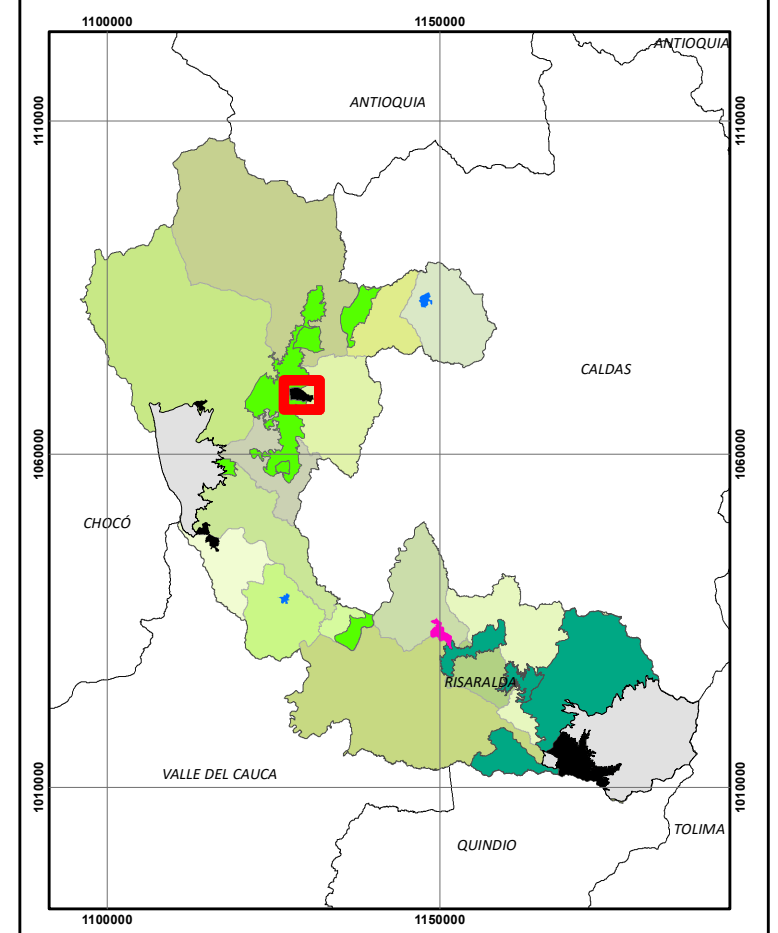 1100000 1150000
ANTIOQUIA
ANTIOQUIA
1110000 1110000
CALDAS
1060000 1060000
CHOCÓ
RISARALDA
VALLE DEL CAUCA
1010000 1010000
TOLIMA
QUINDIO
1100000 1150000